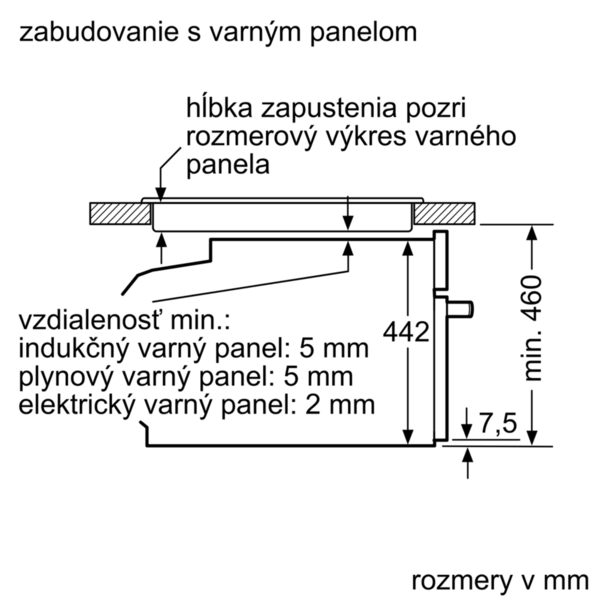 zabudovanie s varným panelom
hĺbka zapustenia pozri
rozmerový výkres varného
panela
vzdialenosť min.:
indukčný varný panel: 5 mm
plynový varný panel: 5 mm
elektrický varný panel: 2 mm
442
min. 460
7,5
rozmery v mm